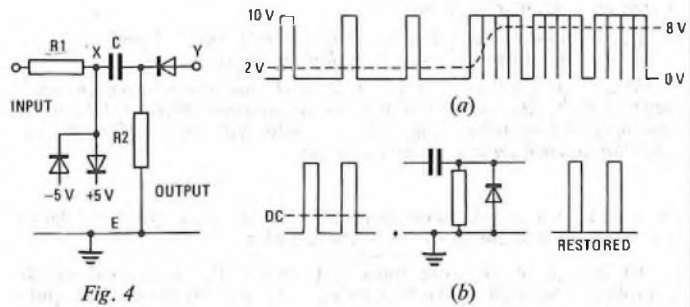 R1
X
C
Y
INPUT
R2
–5 V
+5 V
OUTPUT
E
Fig. 4
10 V
2 V
8 V
0 V
(a)
DC
RESTORED
(b)